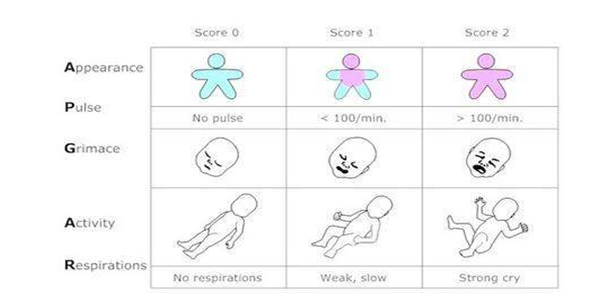 Score 0 Score 1 Score 2
Appearance
Pulse
No pulse < 100/min. > 100/min.
Grimace
Activity
Respirations
No respirations Weak, slow Strong cry